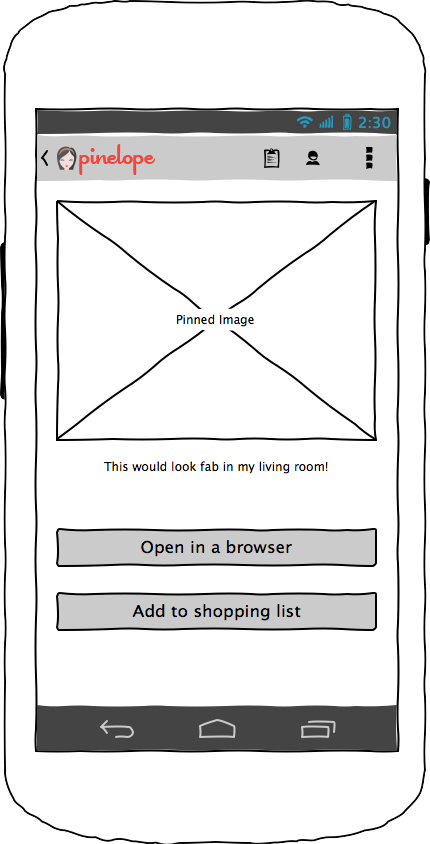 2:30
pinelope
Pinned Image
This would look fab in my living room!
Open in a browser
Add to shopping list